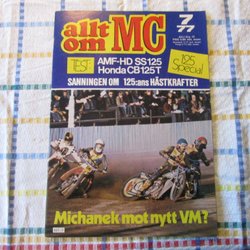 allt om MC
7
77
TEST
AMF-HD SS125
Honda CB125T
125 Special
SANNINGEN OM 125:ans HÄSTKRAFTER
Michanek mot nytt VM?